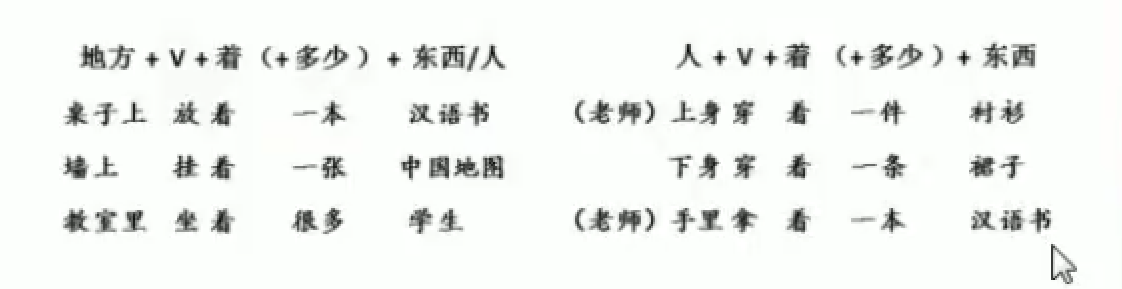 地方 + V + 着 (+多少) + 东西/人
桌子上 放着 一本 汉语书
墙上 挂着 一张 中国地图
教室里 坐着 很多 学生
人 + V + 着 (+多少) + 东西
(老师) 上身穿 着 一件 衬衫
下身穿 着 一条 裙子
(老师) 手里拿 着 一本 汉语书